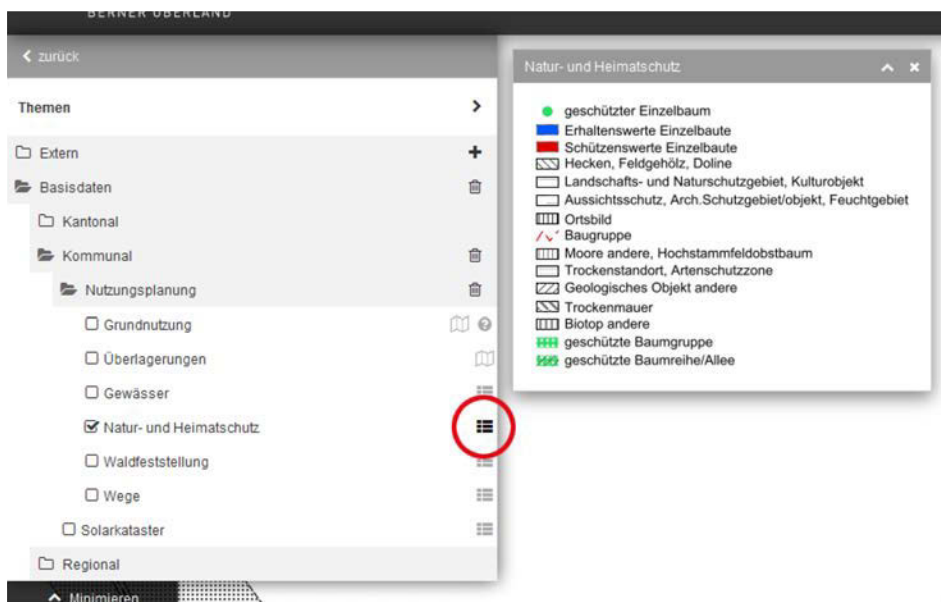 BERNER OBERLAND
zurück
Themen
Extern
Basisdaten
Kantonal
Kommunal
Nutzungsplanung
Grundnutzung
Überlagerungen
Gewässer
Natur- und Heimatschutz
Waldfeststellung
Wege
Solarkataster
Regional
Minimieren
Natur- und Heimatschutz
geschützter Einzelbaum
Erhaltenswerte Einzelbaute
Schützenswerte Einzelbaute
Hecken, Feldgehölz, Doline
Landschafts- und Naturschutzgebiet, Kulturobjekt
Aussichtsschutz, Arch.Schutzgebiet/objekt, Feuchtgebiet
Ortsbild
Baugruppe
Moore andere, Hochstammfeldobstbaum
Trockenstandort, Artenschutzzone
Geologisches Objekt andere
Trockenmauer
Biotop andere
geschützte Baumgruppe
geschützte Baumreihe/Allee